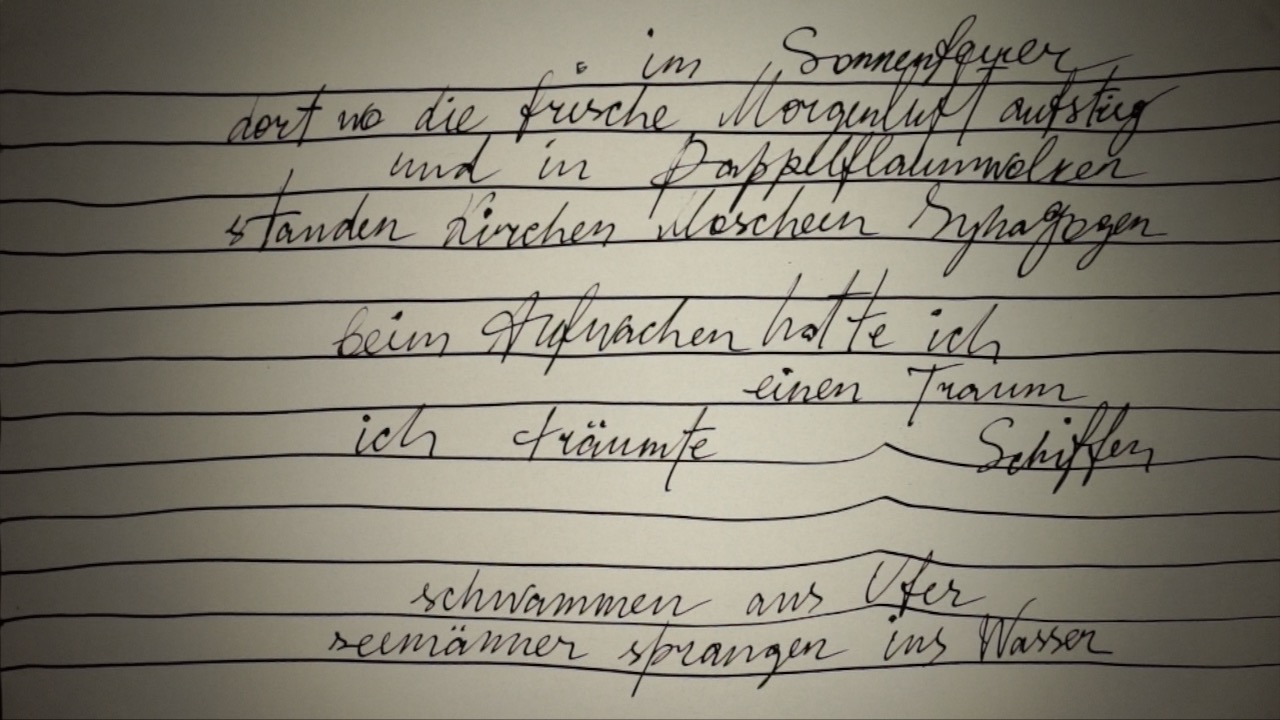 im Sonnenfeuer
dort wo die frische Morgenluft aufstieg
und in Pappelflaumwolken
standen Kirchen Moscheen Synagogen
beim Aufwachen hatte ich
einen Traum
ich träumte Schiffen
schwammen ans Ufer
seemänner sprangen ins Wasser